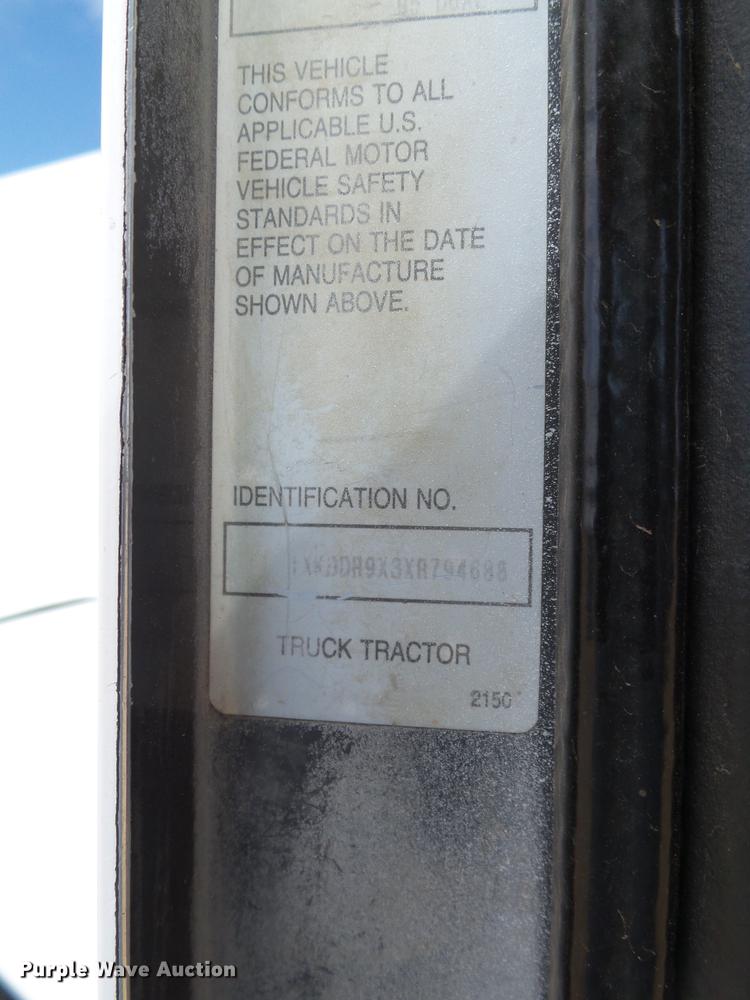 THIS VEHICLE
CONFORMS TO ALL
APPLICABLE U.S.
FEDERAL MOTOR
VEHICLE SAFETY
STANDARDS IN
EFFECT ON THE DATE
OF MANUFACTURE
SHOWN ABOVE.
IDENTIFICATION NO.
1XKDDR9X3XR794688
TRUCK TRACTOR
2150
Purple Wave Auction